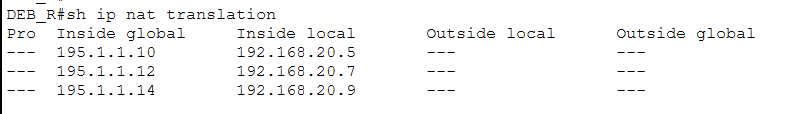 DEB_R#sh ip nat translation
Pro Inside global Inside local Outside local Outside global
--- 195.1.1.10 192.168.20.5 --- ---
--- 195.1.1.12 192.168.20.7 --- ---
--- 195.1.1.14 192.168.20.9 --- ---